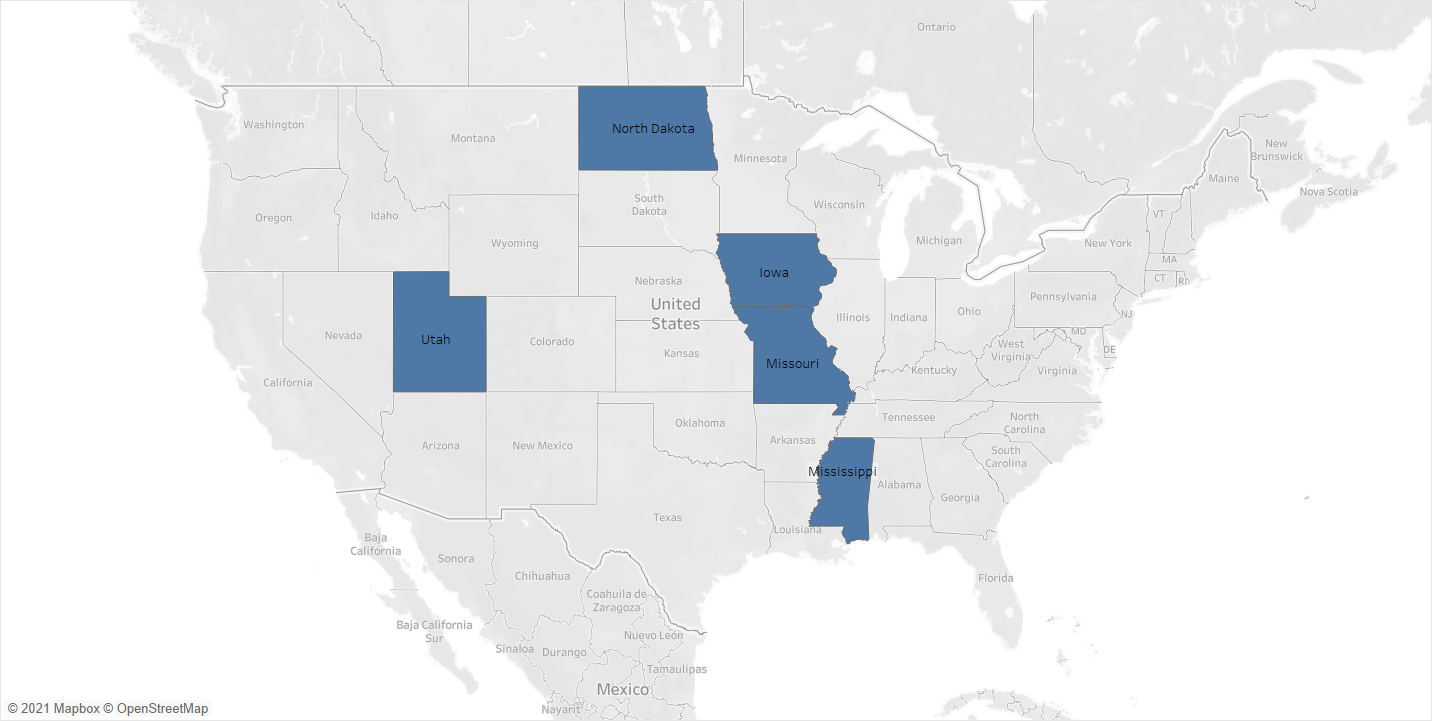 Ontario
Washington
Montana
North Dakota
Minnesota
New
Brunswick
Maine
Nova Scotia
Oregon
Idaho
South
Dakota
Wisconsin
Michigan
VT
New York
Wyoming
MA
Iowa
CT
RI
Nebraska
Pennsylvania
United
States
Illinois
Indiana
Ohio
NJ
Nevada
Utah
Colorado
Kansas
Missouri
West
Virginia
MD
DE
Kentucky
Virginia
California
Oklahoma
Tennessee
North
Carolina
Arizona
New Mexico
Arkansas
South
Carolina
Mississippi
Alabama
Georgia
Texas
Louisiana
Baja
California
Sonora
Chihuahua
Florida
Coahuila de
Zaragoza
Baja California
Sur
Nuevo León
Sinaloa
Durango
Tamaulipas
Mexico
Nayarit
© 2021 Mapbox © OpenStreetMap